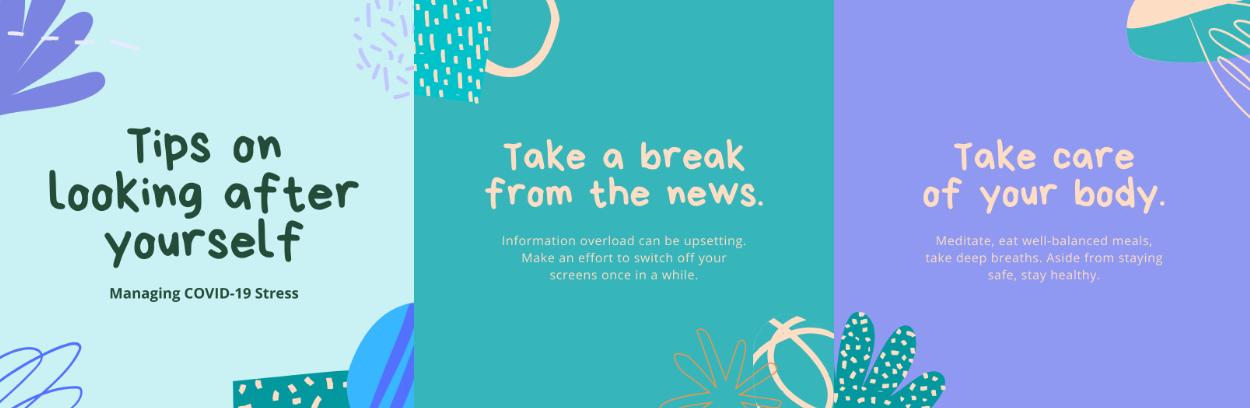 Tips on
looking after
yourself
Managing COVID-19 Stress
Take a break
from the news.
Information overload can be upsetting.
Make an effort to switch off your
screens once in a while.
Take care
of your body.
Meditate, eat well-balanced meals,
take deep breaths. Aside from staying
safe, stay healthy.